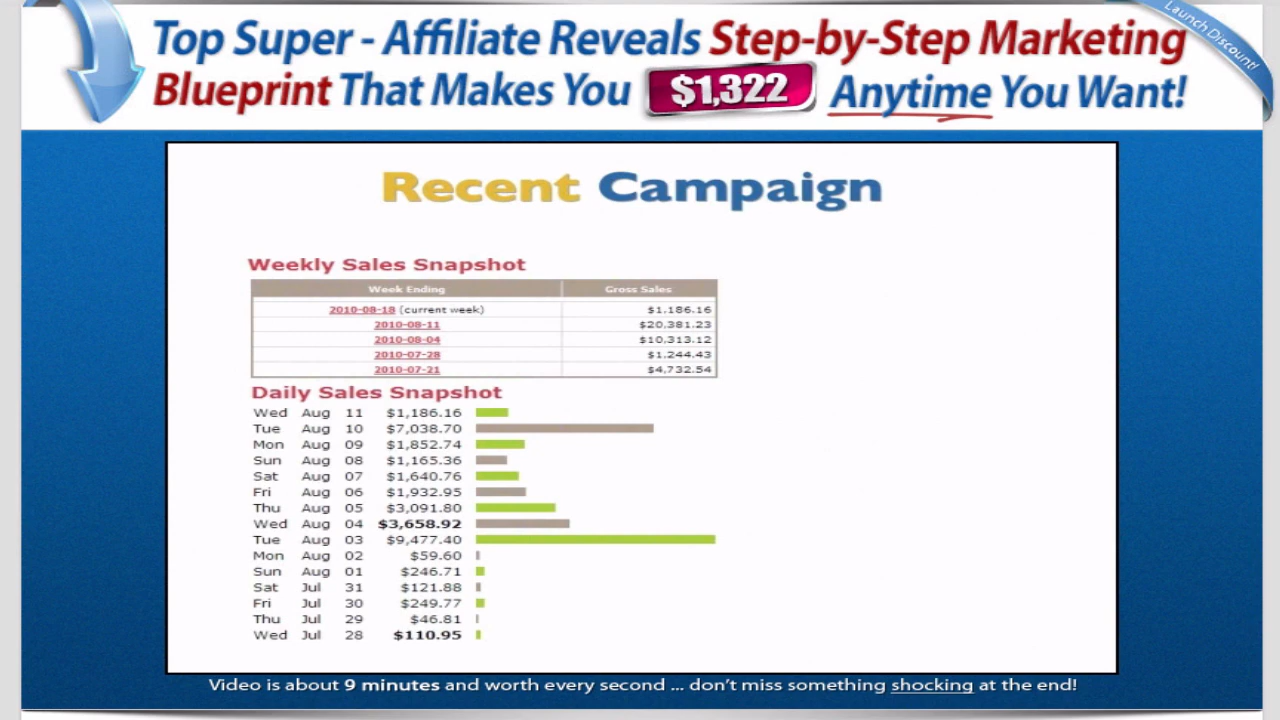 Launch Discount!
Top Super - Affiliate Reveals Step-by-Step Marketing
Blueprint That Makes You $1,322 Anytime You Want!
Recent Campaign
Weekly Sales Snapshot
Week Ending Gross Sales
2010-08-18 (current week) $1,186.16
2010-08-11 $20,381.23
2010-08-04 $10,313.12
2010-07-28 $1,244.43
2010-07-21 $4,732.54
Daily Sales Snapshot
Wed Aug 11 $1,186.16
Tue Aug 10 $7,038.70
Mon Aug 09 $1,852.74
Sun Aug 08 $1,165.36
Sat Aug 07 $1,640.76
Fri Aug 06 $1,932.95
Thu Aug 05 $3,091.80
Wed Aug 04 $3,658.92
Tue Aug 03 $9,477.40
Mon Aug 02 $59.60
Sun Aug 01 $246.71
Sat Jul 31 $121.88
Fri Jul 30 $249.77
Thu Jul 29 $46.81
Wed Jul 28 $110.95
Video is about 9 minutes and worth every second ... don't miss something shocking at the end!